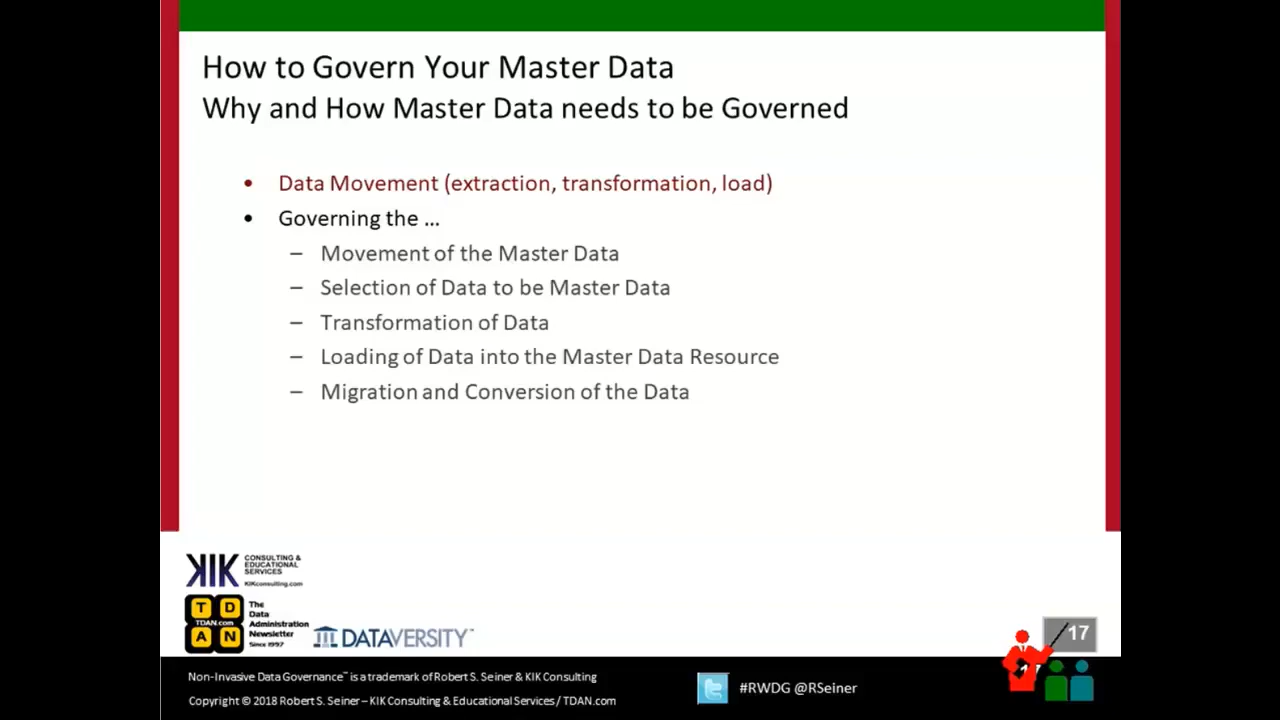 How to Govern Your Master Data
Why and How Master Data needs to be Governed
• Data Movement (extraction, transformation, load)
• Governing the ...
– Movement of the Master Data
– Selection of Data to be Master Data
– Transformation of Data
– Loading of Data into the Master Data Resource
– Migration and Conversion of the Data
KIK
CONSULTING &
EDUCATIONAL
SERVICES
KIKconsulting.com
T D
TDAN.com
A N
The
Data
Administration
Newsletter
Since 1997
DATAVERSITY™
17
Non-Invasive Data Governance™ is a trademark of Robert S. Seiner & KIK Consulting
Copyright © 2018 Robert S. Seiner – KIK Consulting & Educational Services / TDAN.com
#RWDG @RSeiner